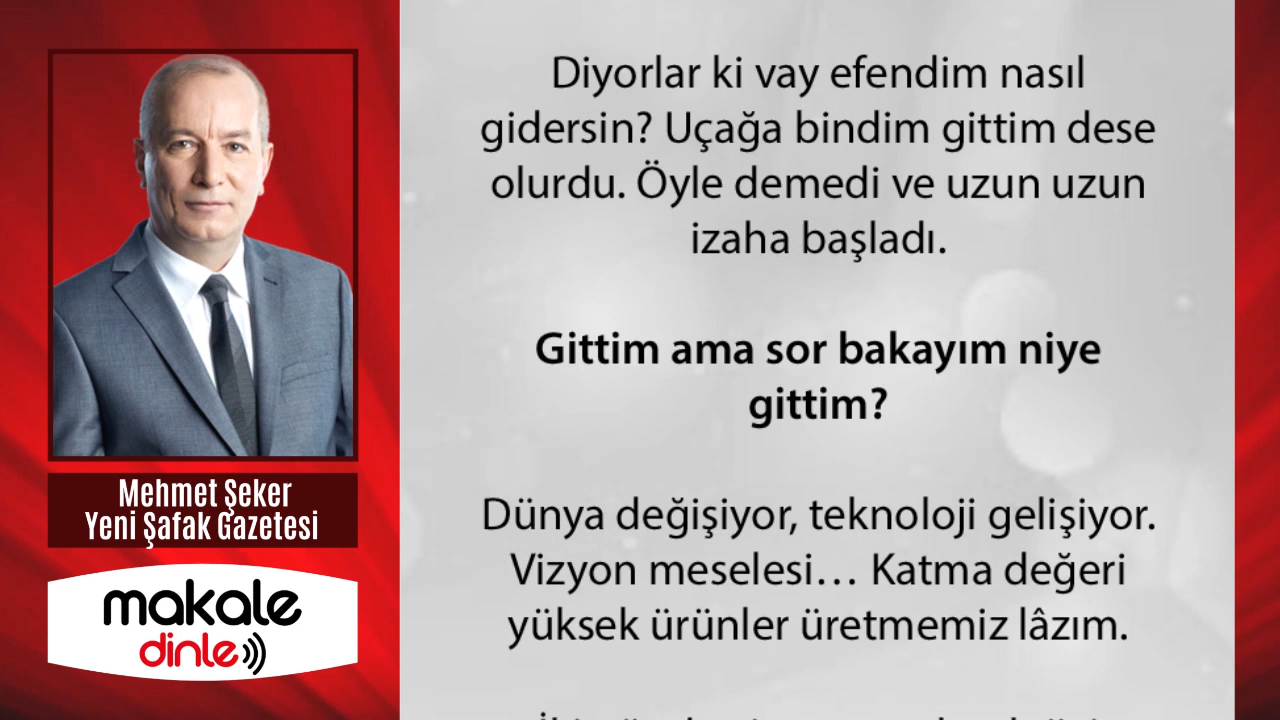 Diyorlar ki vay efendim nasıl
gidersin? Uçağa bindim gittim dese
olurdu. Öyle demedi ve uzun uzun
izaha başladı.
Gittim ama sor bakayım niye
gittim?
Dünya değişiyor, teknoloji gelişiyor.
Vizyon meselesi… Katma değeri
yüksek ürünler üretmemiz lâzım.
Mehmet Şeker
Yeni Şafak Gazetesi
makale
dinle